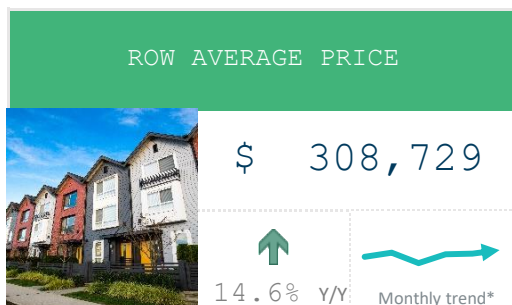 ROW AVERAGE PRICE
$ 308,729
14.6% Y/Y
Monthly trend*